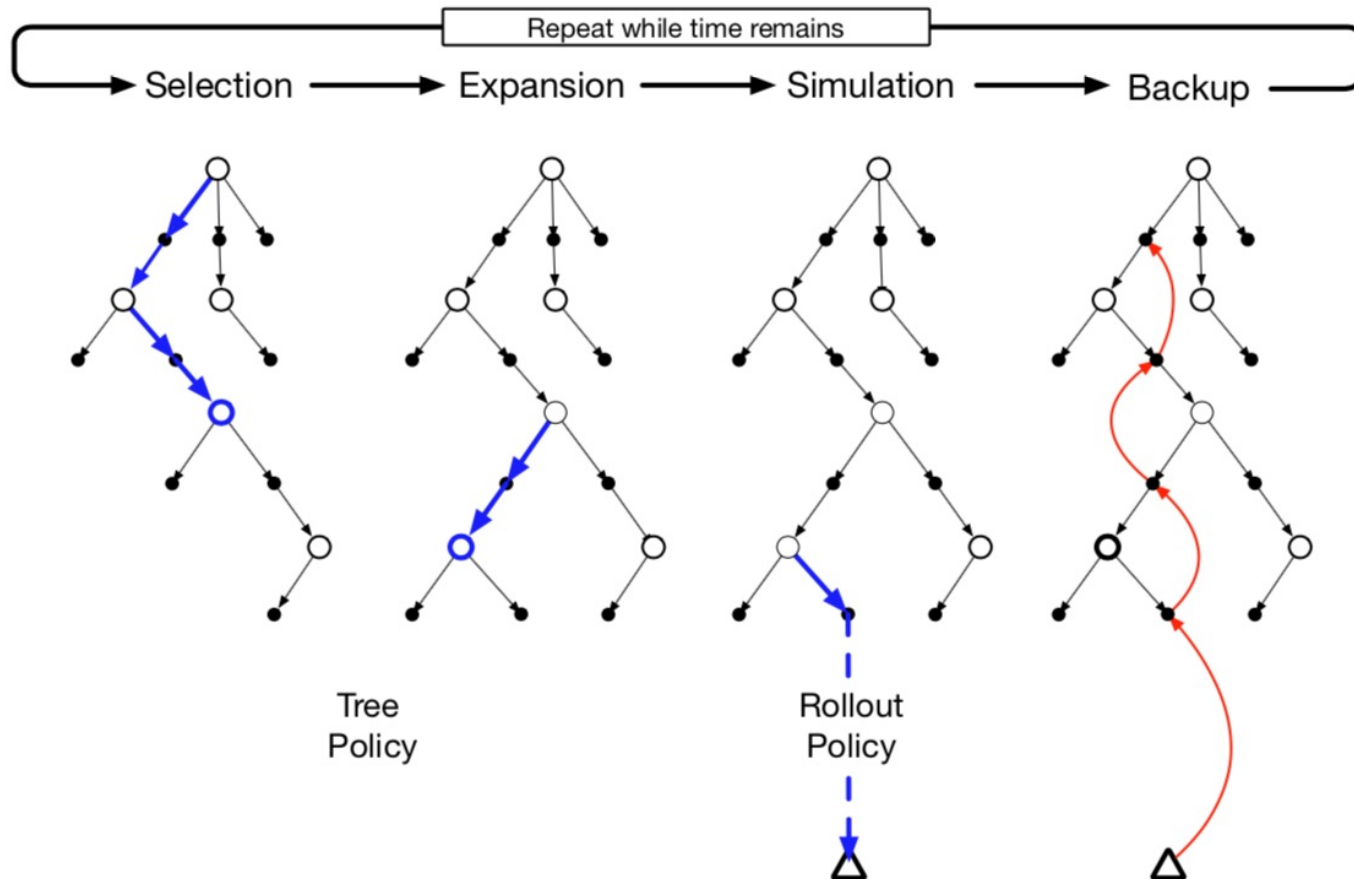 Repeat while time remains
Selection
Expansion
Simulation
Backup
Tree
Policy
Rollout
Policy